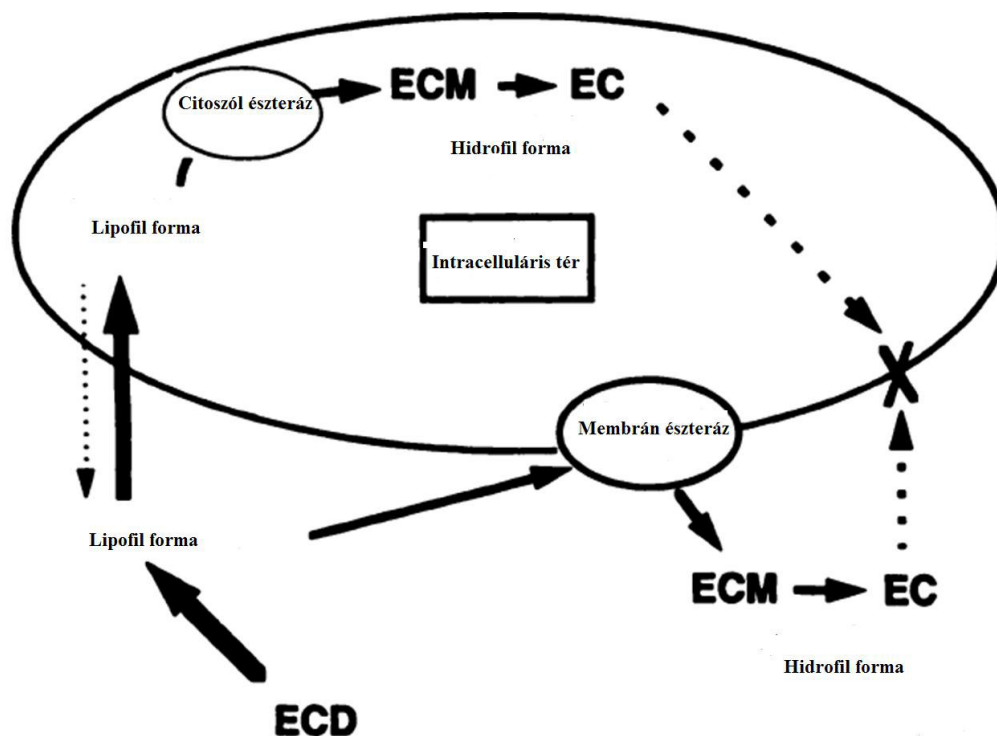 Citoszól észteráz
ECM
EC
Hidrofil forma
Lipofil forma
Intracelluláris tér
Membrán észteráz
Lipofil forma
ECM
EC
Hidrofil forma
ECD